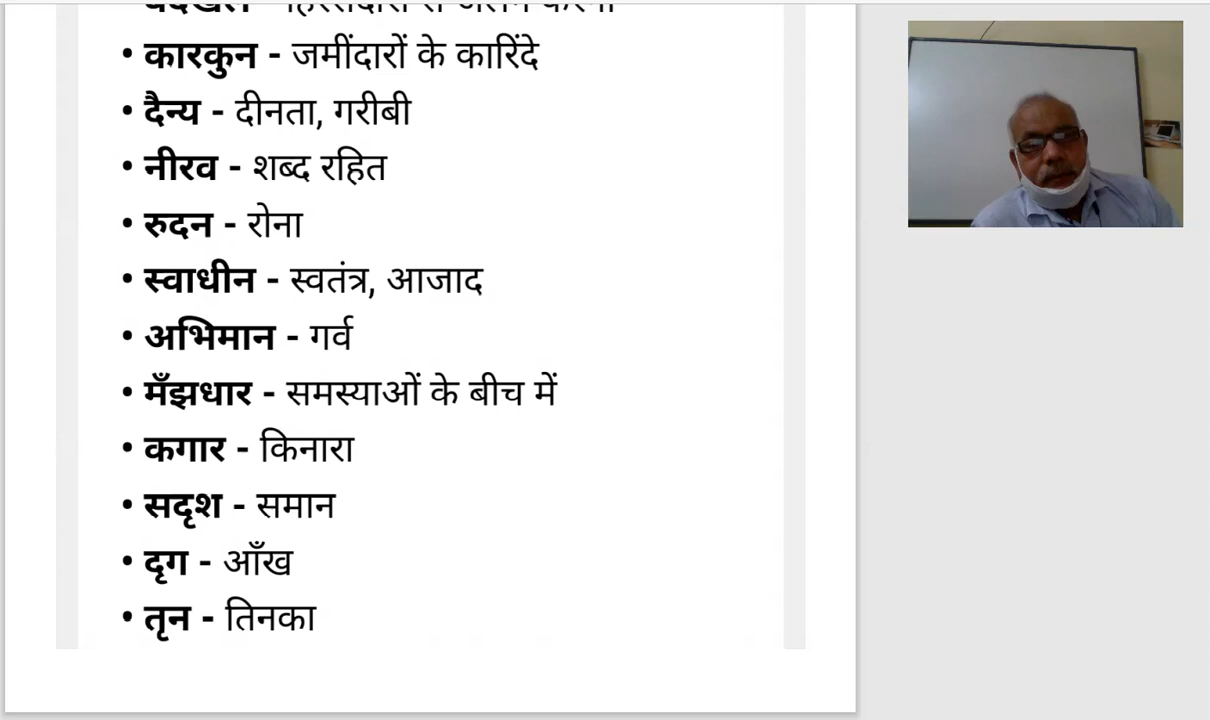 • कारकुन - जमींदारों के कारिंदे
• दैन्य - दीनता, गरीबी
• नीरव - शब्द रहित
• रुदन - रोना
• स्वाधीन - स्वतंत्र, आजाद
• अभिमान - गर्व
• मँझधार - समस्याओं के बीच में
• कगार - किनारा
• सदृश - समान
• दृग - आँख
• तृन - तिनका